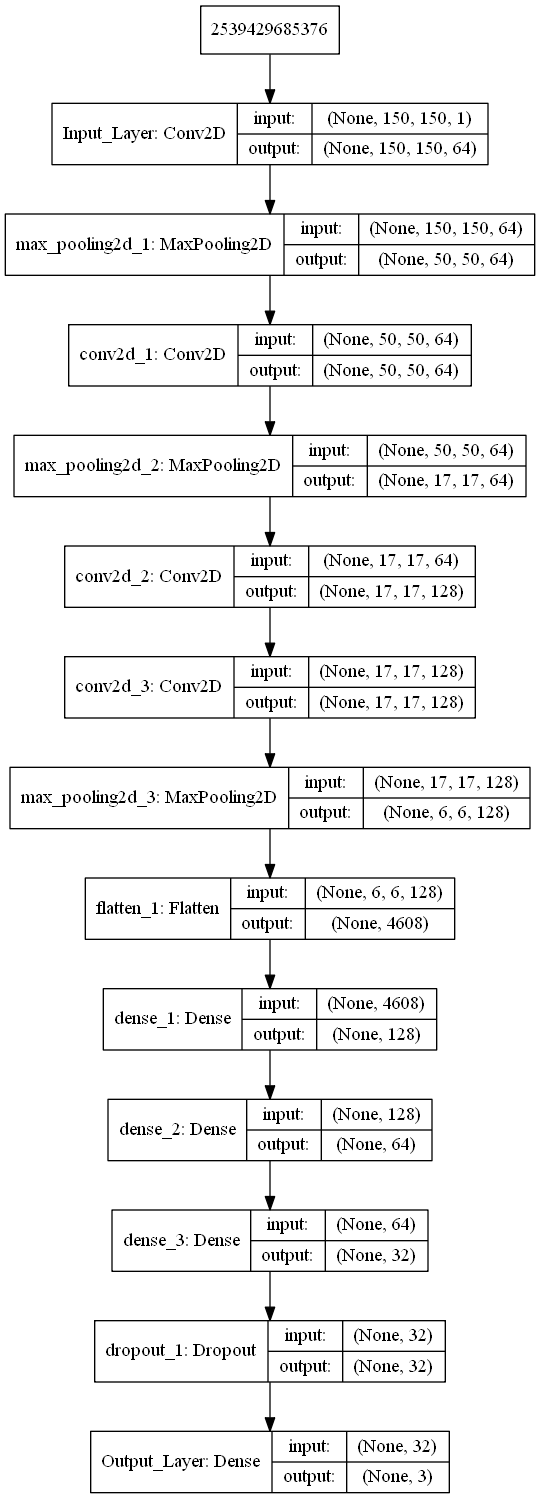 2539429685376
Input_Layer: Conv2D
input: (None, 150, 150, 1)
output: (None, 150, 150, 64)
max_pooling2d_1: MaxPooling2D
input: (None, 150, 150, 64)
output: (None, 50, 50, 64)
conv2d_1: Conv2D
input: (None, 50, 50, 64)
output: (None, 50, 50, 64)
max_pooling2d_2: MaxPooling2D
input: (None, 50, 50, 64)
output: (None, 17, 17, 64)
conv2d_2: Conv2D
input: (None, 17, 17, 64)
output: (None, 17, 17, 128)
conv2d_3: Conv2D
input: (None, 17, 17, 128)
output: (None, 17, 17, 128)
max_pooling2d_3: MaxPooling2D
input: (None, 17, 17, 128)
output: (None, 6, 6, 128)
flatten_1: Flatten
input: (None, 6, 6, 128)
output: (None, 4608)
dense_1: Dense
input: (None, 4608)
output: (None, 128)
dense_2: Dense
input: (None, 128)
output: (None, 64)
dense_3: Dense
input: (None, 64)
output: (None, 32)
dropout_1: Dropout
input: (None, 32)
output: (None, 32)
Output_Layer: Dense
input: (None, 32)
output: (None, 3)